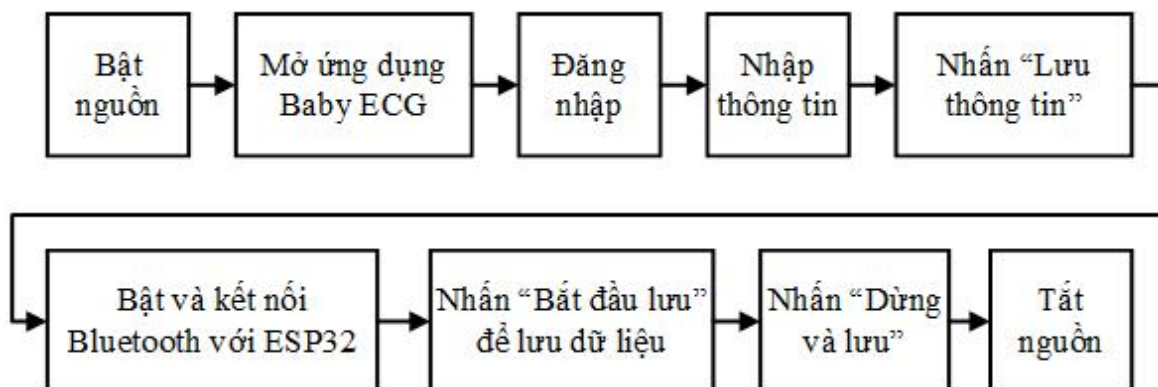 Bật
nguồn
Mở ứng dụng
Baby ECG
Đăng
nhập
Nhập
thông tin
Nhấn “Lưu
thông tin”
Bật và kết nối
Bluetooth với ESP32
Nhấn “Bắt đầu lưu”
để lưu dữ liệu
Nhấn “Dừng
và lưu”
Tắt
nguồn